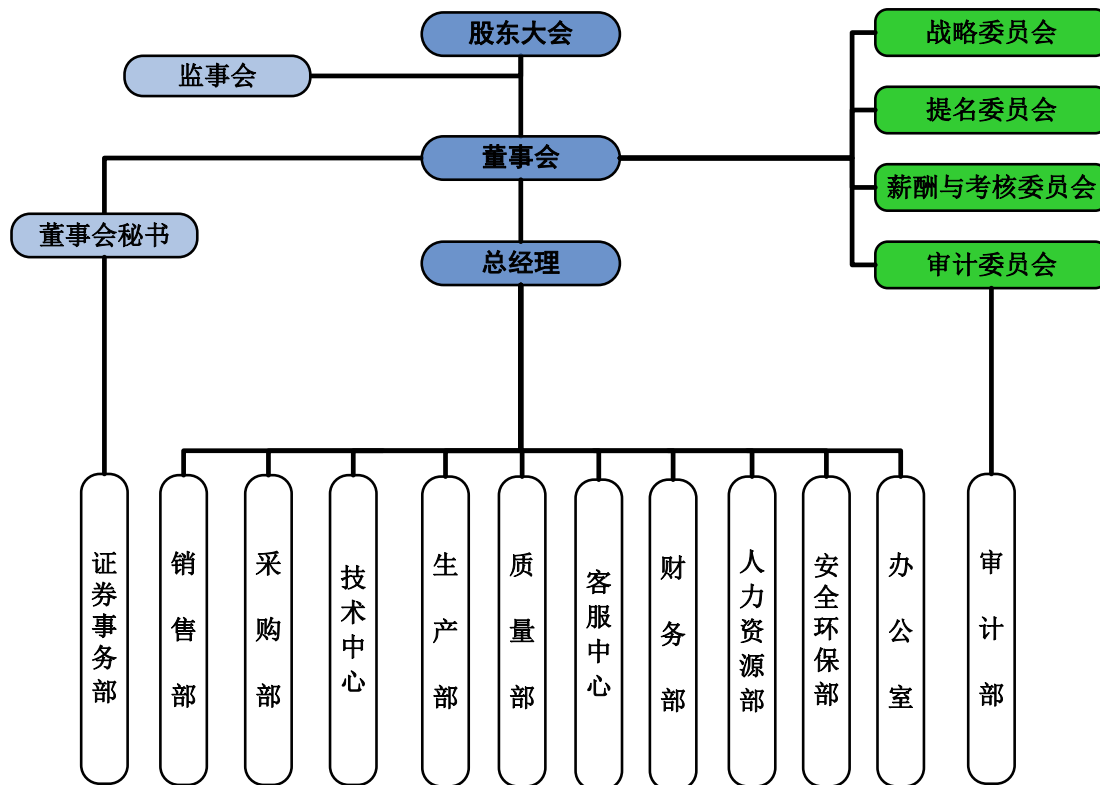 股东大会
战略委员会
监事会
提名委员会
董事会
薪酬与考核委员会
董事会秘书
总经理
审计委员会
证券事务部
销售部
采购部
技术中心
生产部
质量部
客服中心
财务部
人力资源部
安全环保部
办公室
审计部